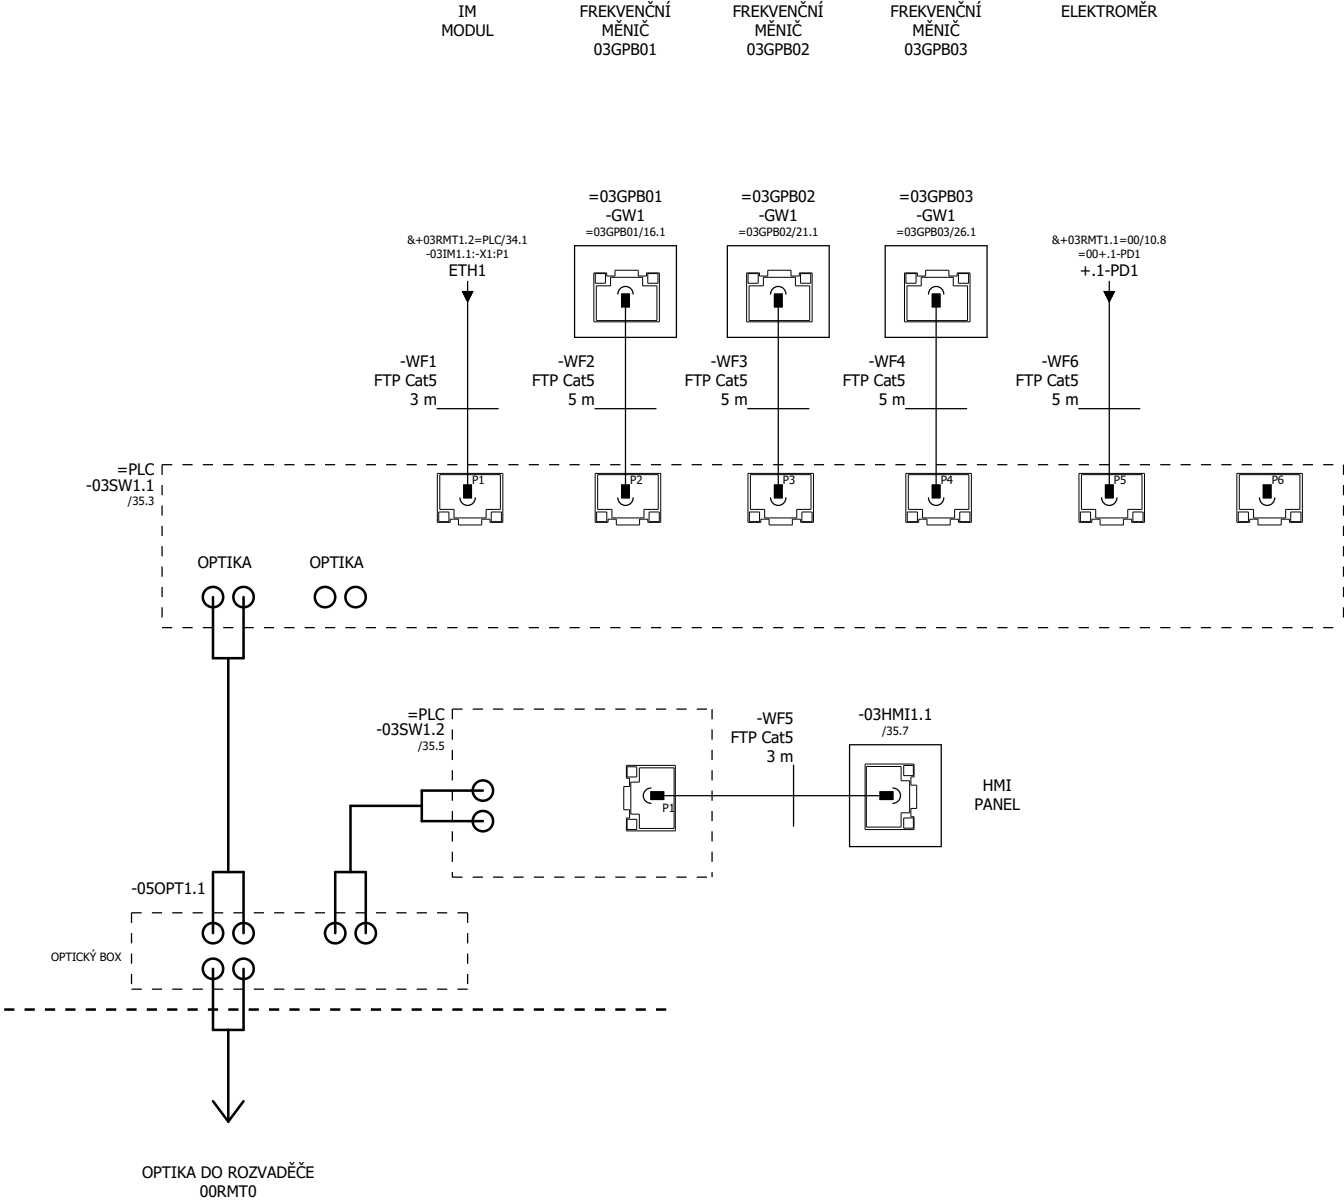 IM
MODUL
FREKVENČNÍ
MĚNIČ
03GPB01
FREKVENČNÍ
MĚNIČ
03GPB02
FREKVENČNÍ
MĚNIČ
03GPB03
ELEKTROMĚR
&+03RMT1.2=PLC/34.1
-03IM1.1:-X1:P1
ETH1
=03GPB01
-GW1
=03GPB01/16.1
=03GPB02
-GW1
=03GPB02/21.1
=03GPB03
-GW1
=03GPB03/26.1
&+03RMT1.1=00/10.8
=00+.1-PD1
+.1-PD1
-WF1
FTP Cat5
3 m
-WF2
FTP Cat5
5 m
-WF3
FTP Cat5
5 m
-WF4
FTP Cat5
5 m
-WF6
FTP Cat5
5 m
=PLC
-03SW1.1
/35.3
P1
P2
P3
P4
P5
P6
OPTIKA
OPTIKA
=PLC
-03SW1.2
/35.5
P1
-WF5
FTP Cat5
3 m
-03HMI1.1
/35.7
HMI
PANEL
-05OPT1.1
OPTICKÝ BOX
OPTIKA DO ROZVADĚČE
00RMT0